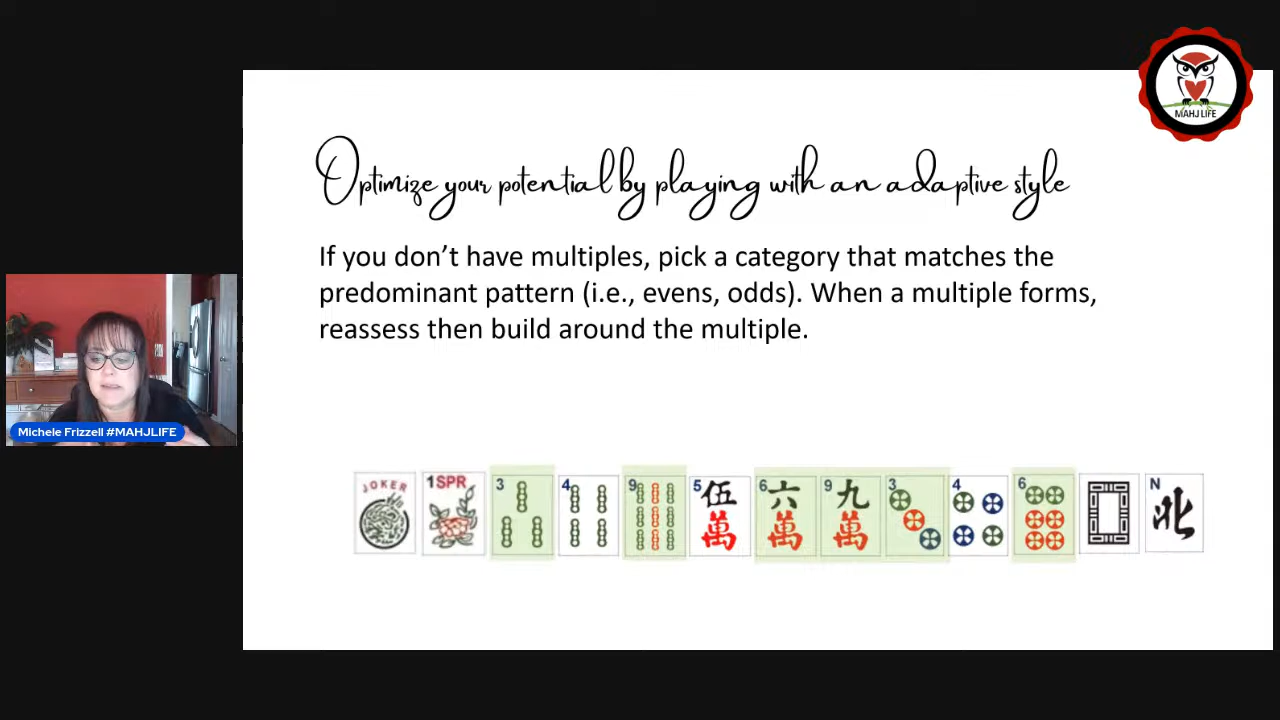 MAHJ LIFE
Optimize your potential by playing with an adaptive style
If you don’t have multiples, pick a category that matches the
predominant pattern (i.e., evens, odds). When a multiple forms,
reassess then build around the multiple.
Michele Frizzell #MAHJLIFE
JOKER
1SPR
3
4
9
5 伍萬
6 六萬
9 九萬
3
4
6
N 北